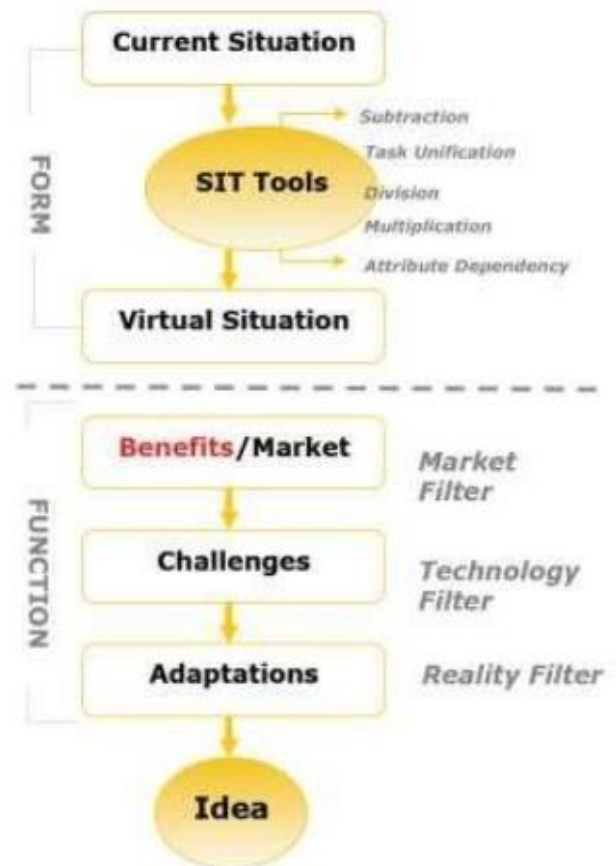 Current Situation
Subtraction
Task Unification
SIT Tools
Division
Multiplication
Attribute Dependency
FORM
Virtual Situation
Benefits/Market
Market
Filter
Challenges
Technology
Filter
FUNCTION
Adaptations
Reality Filter
Idea